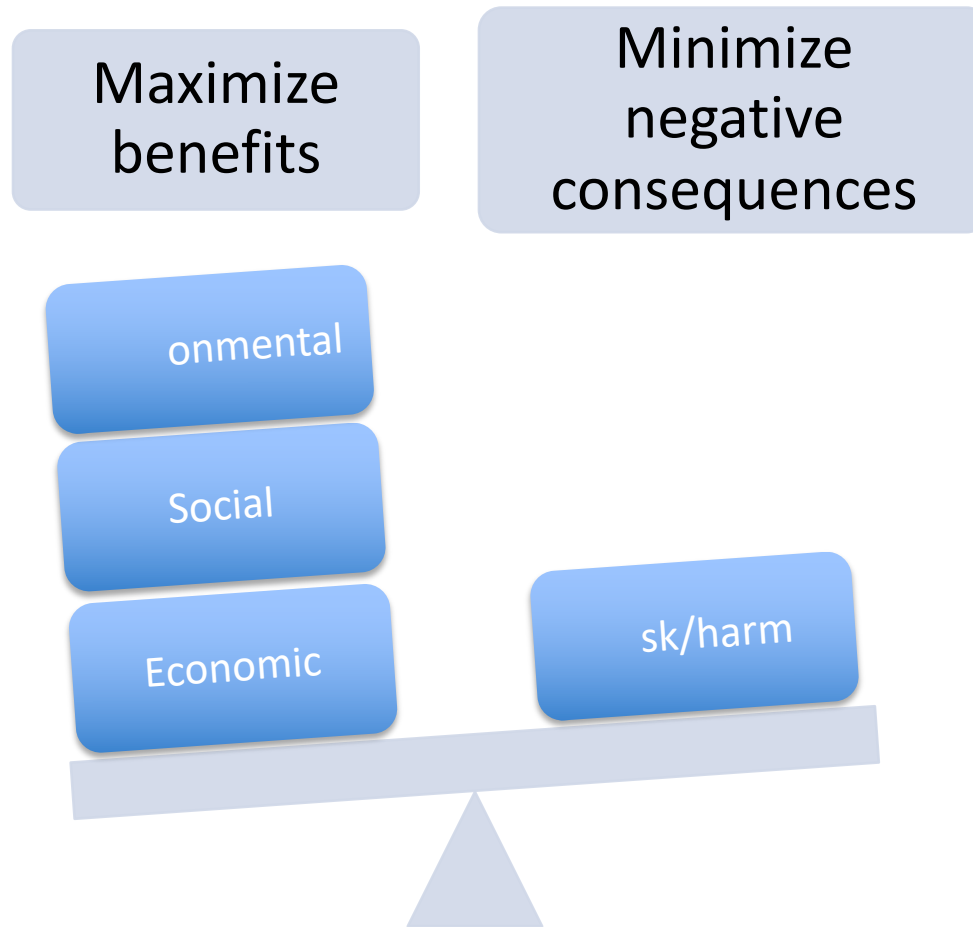 Maximize
benefits
Minimize
negative
consequences
onmental
Social
Economic
sk/harm